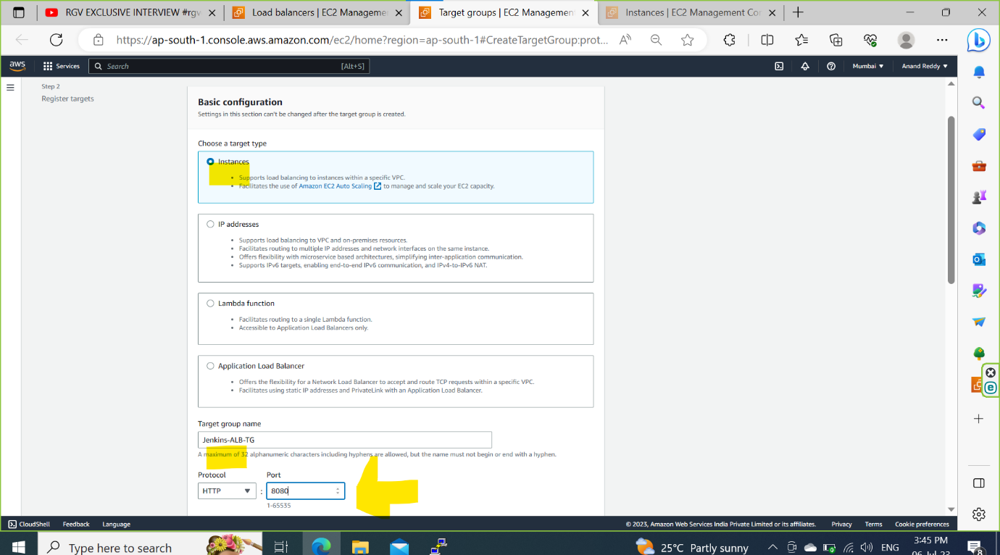 RGV EXCLUSIVE INTERVIEW #rgv
Load balancers | EC2 Manageme
Target groups | EC2 Management
Instances | EC2 Management Co
https://ap-south-1.console.aws.amazon.com/ec2/home?region=ap-south-1#CreateTargetGroup:prot...
aws
Services
Search
[Alt+S]
Mumbai
Anand Reddy
Step 2
Register targets
Basic configuration
Settings in this section can't be changed after the target group is created.
Choose a target type
Instances
• Supports load balancing to instances within a specific VPC.
• Facilitates the use of Amazon EC2 Auto Scaling to manage and scale your EC2 capacity.
IP addresses
• Supports load balancing to VPC and on-premises resources.
• Facilitates routing to multiple IP addresses and network interfaces on the same instance.
• Offers flexibility with microservice based architectures, simplifying inter-application communication.
• Supports IPv6 targets, enabling end-to-end IPv6 communication, and IPv4-to-IPv6 NAT.
Lambda function
• Facilitates routing to a single Lambda function.
• Accessible to Application Load Balancers only.
Application Load Balancer
• Offers the flexibility for a Network Load Balancer to accept and route TCP requests within a specific VPC.
• Facilitates using static IP addresses and PrivateLink with an Application Load Balancer.
Target group name
Jenkins-ALB-TG
A maximum of 32 alphanumeric characters including hyphens are allowed, but the name must not begin or end with a hyphen.
Protocol
Port
HTTP
:
8080
1-65535
CloudShell
Feedback
Language
© 2023, Amazon Web Services India Private Limited or its affiliates.
Privacy
Terms
Cookie preferences
Type here to search
25°C Partly sunny
ENG
3:45 PM
06-Jul-23
8